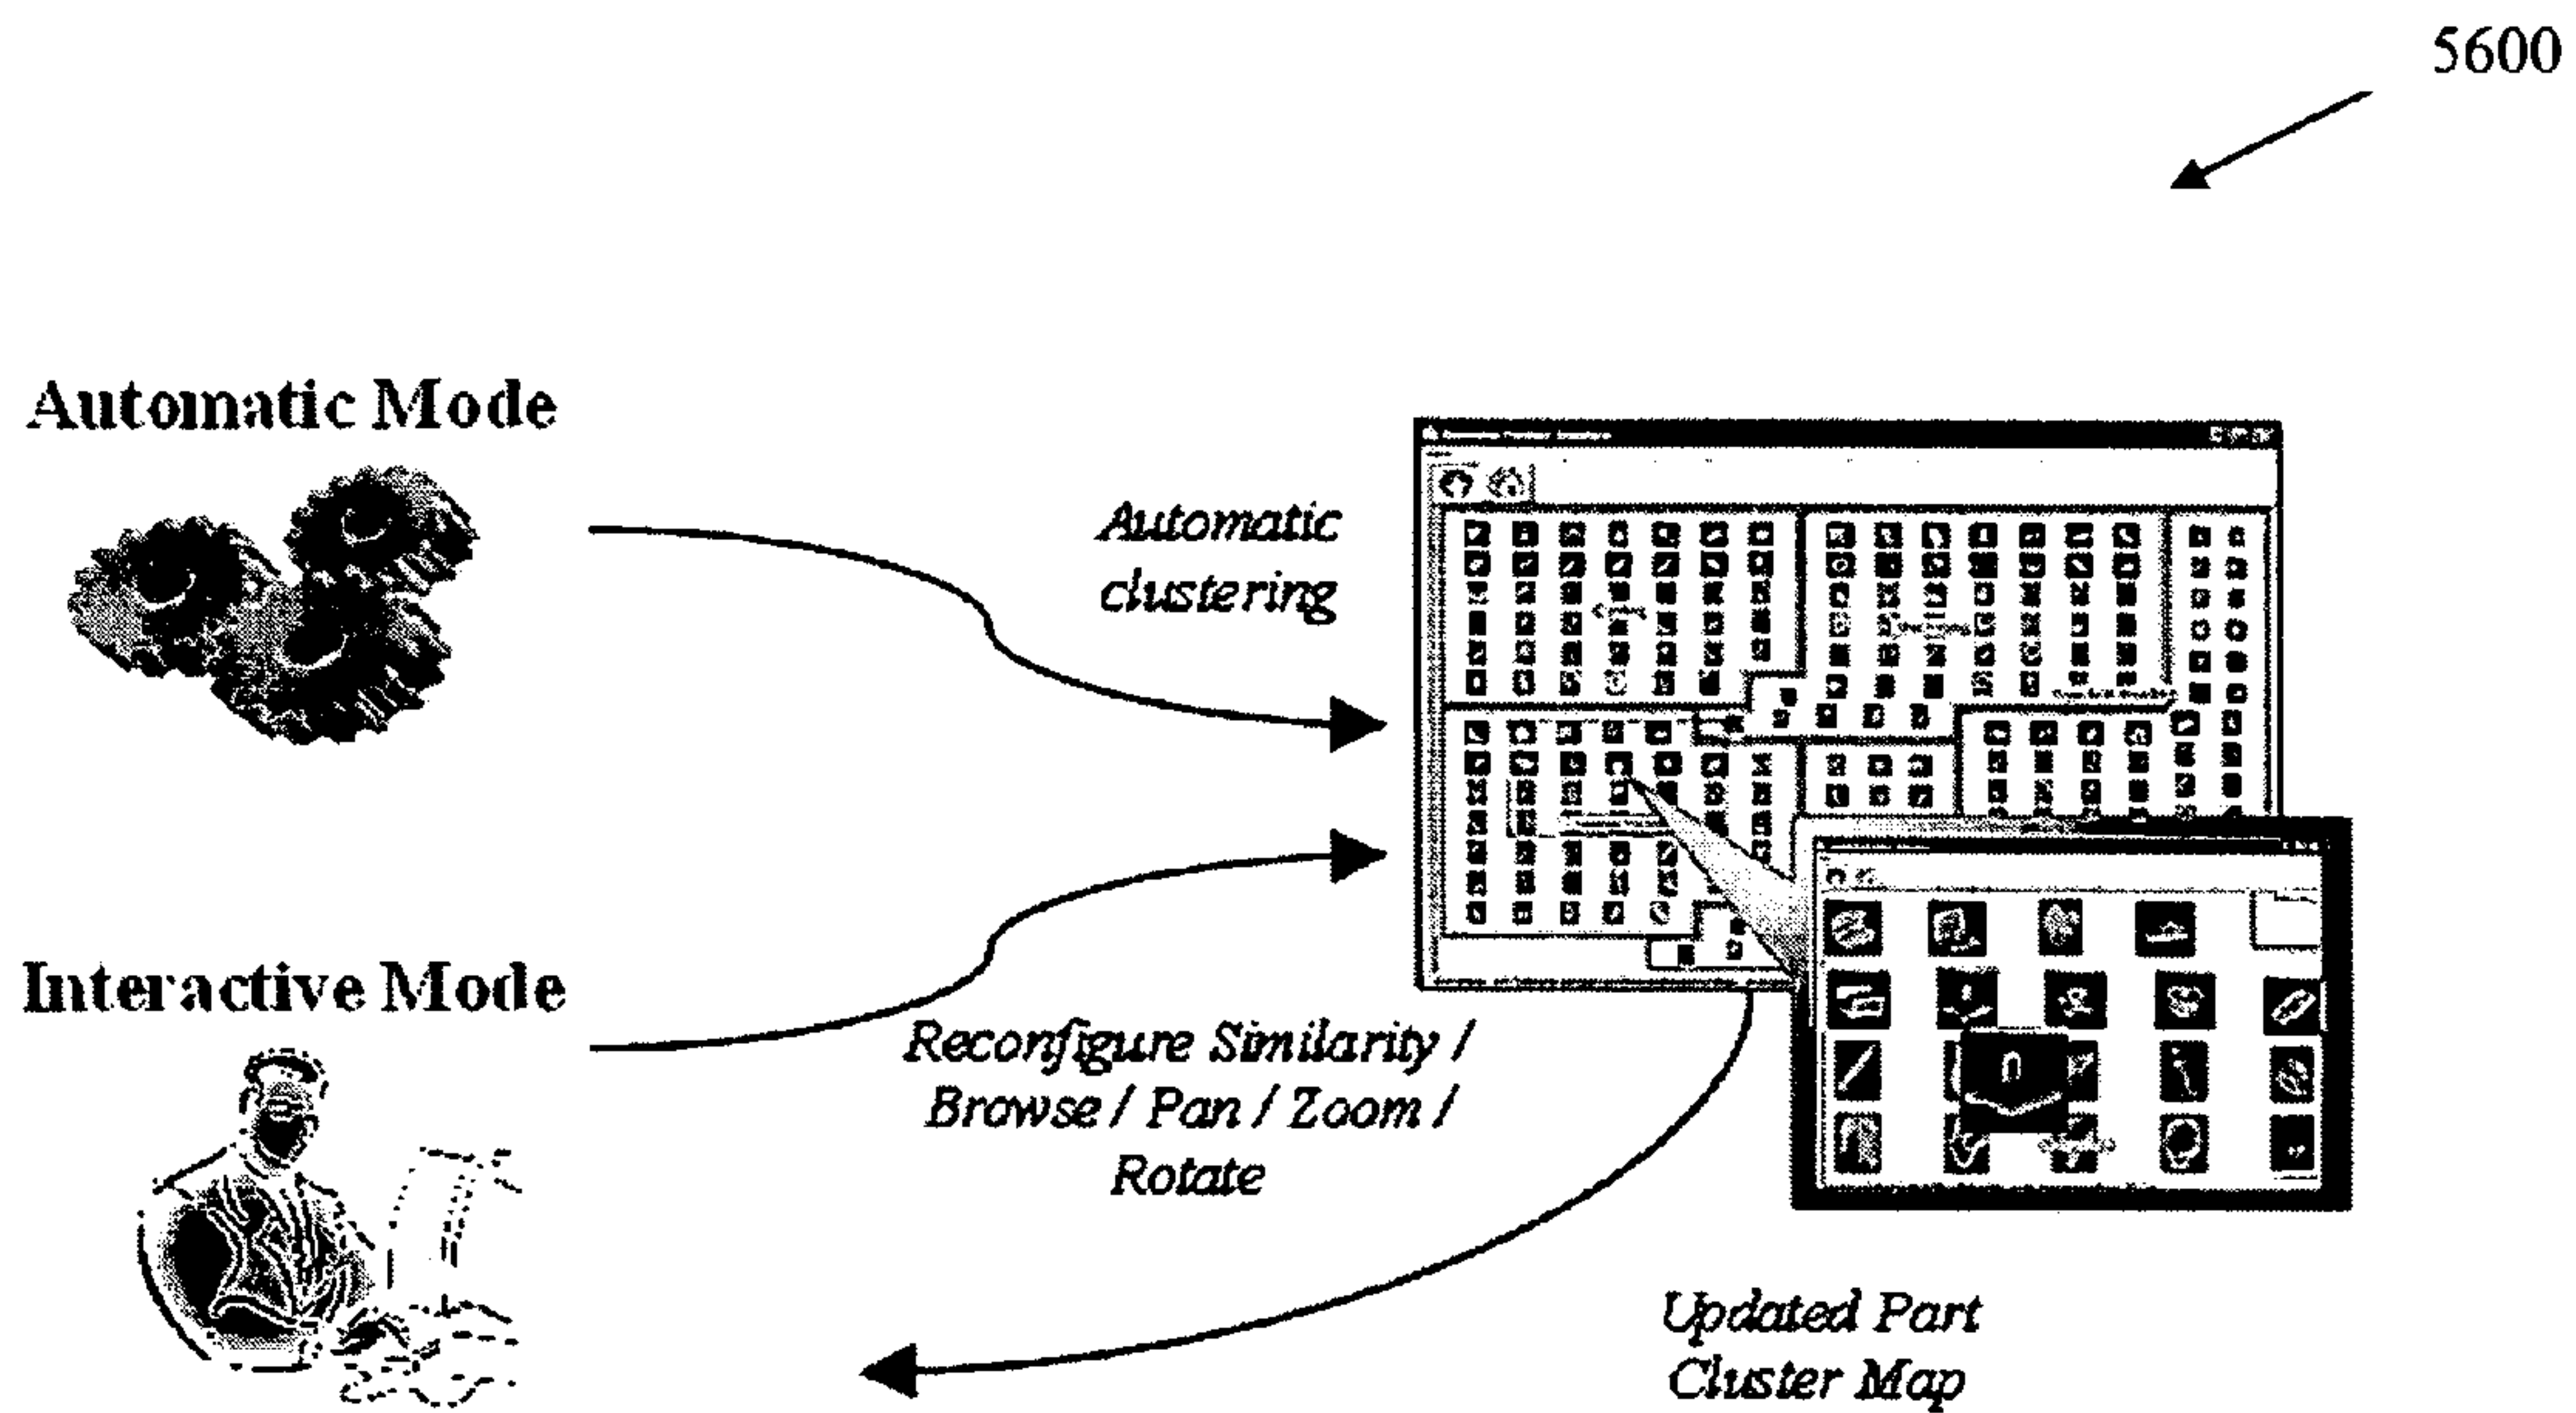 5600
Automatic Mode
Automatic
clustering
Interactive Mode
Reconfigure Similarity /
Browse / Pan / Zoom /
Rotate
Updated Part
Cluster Map